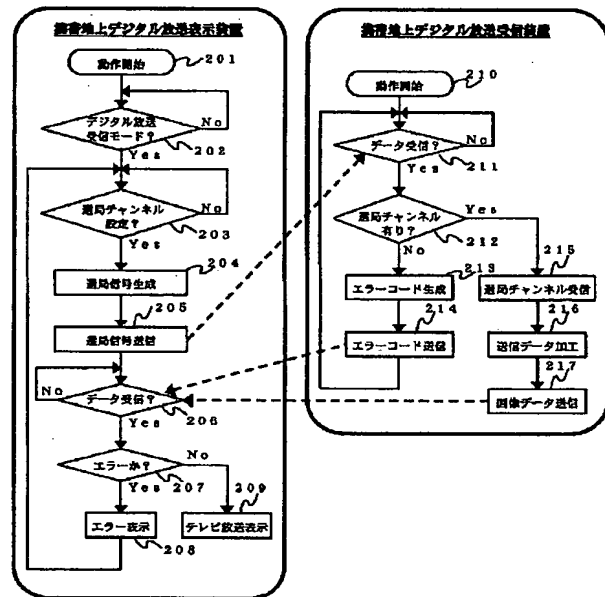 携帯地上デジタル放送表示装置
動作開始
201
デジタル放送
受信モード?
No
Yes
202
選局チャンネル
設定?
No
Yes
203
204
選局信号生成
205
選局信号送信
データ受信?
No
Yes
206
エラーか?
No
Yes
207
209
エラー表示
テレビ放送表示
208
携帯地上デジタル放送受信装置
210
動作開始
データ受信?
No
Yes
211
選局チャンネル
有り?
Yes
No
212
213
エラーコード生成
215
選局チャンネル受信
214
エラーコード送信
216
送信データ加工
217
画像データ送信